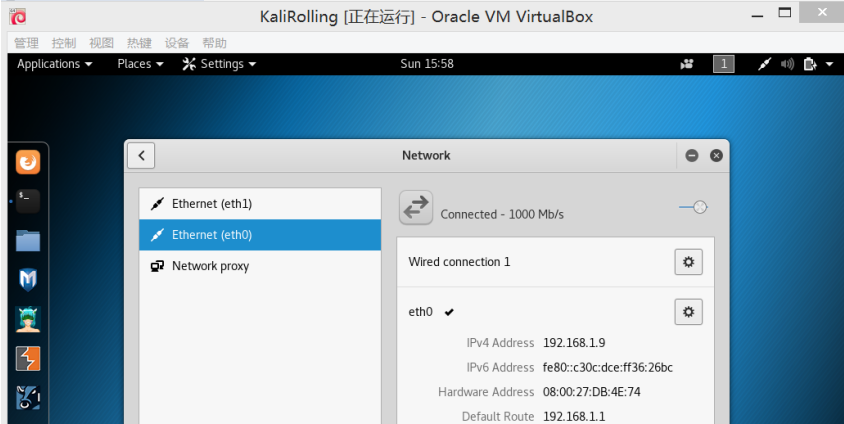 KaliRolling [正在运行] - Oracle VM VirtualBox
管理 控制 视图 热键 设备 帮助
Applications Places Settings Sun 15:58 1
Network
Ethernet (eth1)
Connected - 1000 Mb/s
Ethernet (eth0)
Network proxy
Wired connection 1
eth0
IPv4 Address 192.168.1.9
IPv6 Address fe80::c30c:dce:ff36:26bc
Hardware Address 08:00:27:DB:4E:74
Default Route 192.168.1.1